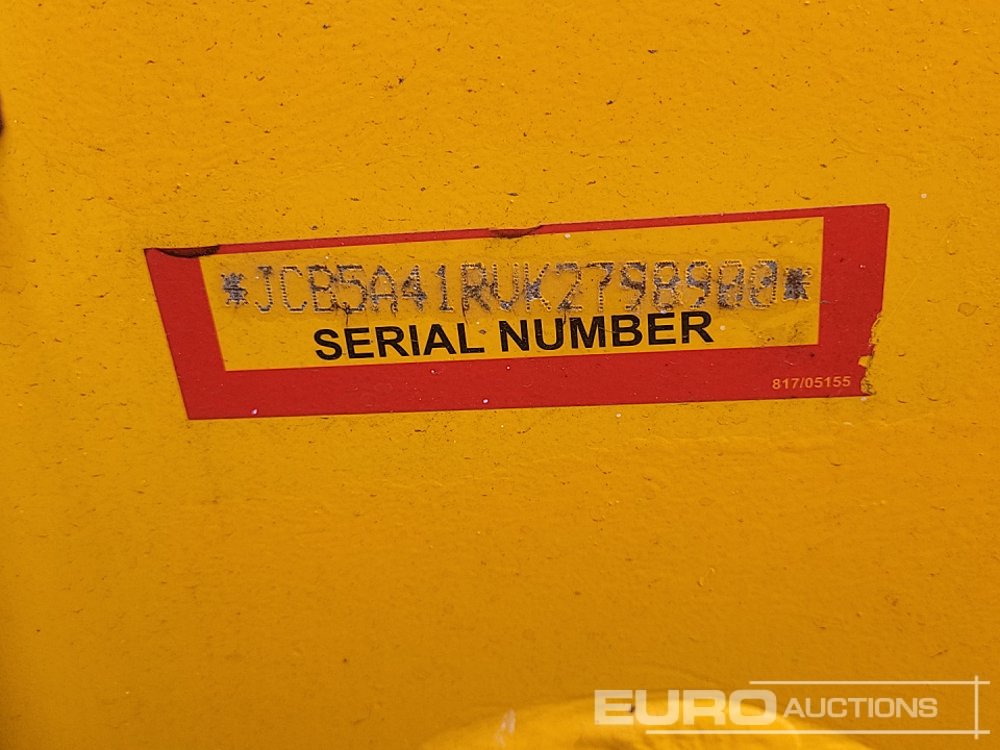 *JCB5A41RVK2798980*
SERIAL NUMBER
817/05155
EURO AUCTIONS